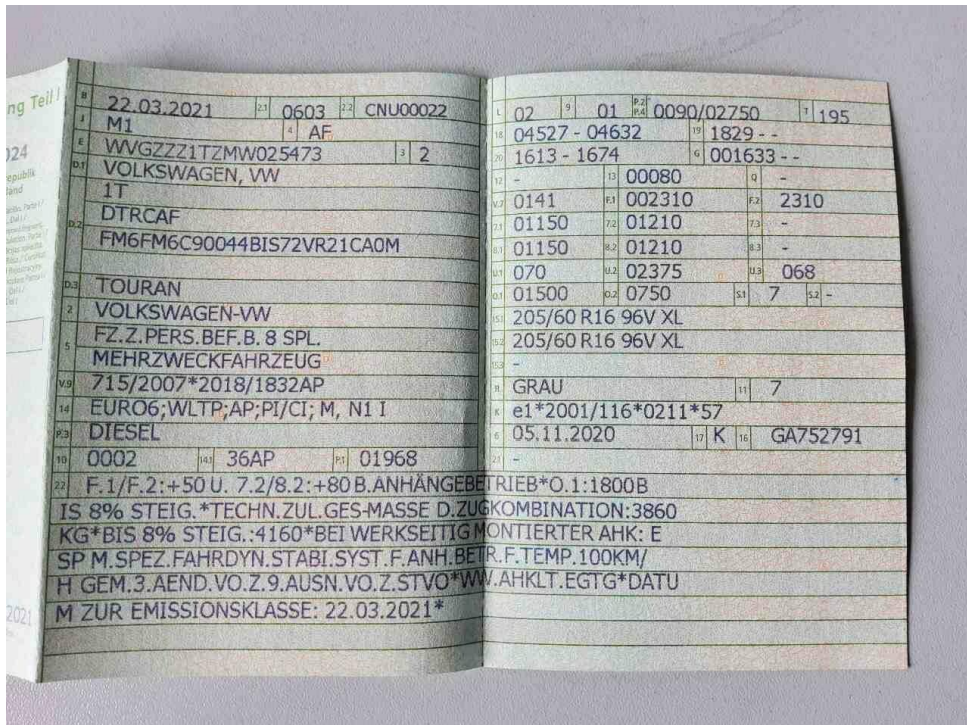 ng Teil I
024
epublik
land
2021
B 22.03.2021 2.1 0603 2.2 CNU00022
J M1 4 AF
E WVGZZZ1TZMW025473 3 2
D.1 VOLKSWAGEN, VW
1T
D.2 DTRCAF
FM6FM6C90044BIS72VR21CA0M
D.3 TOURAN
2 VOLKSWAGEN-VW
5 FZ.Z.PERS.BEF.B. 8 SPL.
MEHRZWECKFAHRZEUG
V.9 715/2007*2018/1832AP
14 EURO6;WLTP;AP;PI/CI; M, N1 I
P.3 DIESEL
10 0002 14.1 36AP P.1 01968
L 02 9 01 P.2 P.4 0090/02750 T 195
18 04527 - 04632 19 1829 - -
20 1613 - 1674 G 001633 - -
12 - 13 00080 Q -
V.7 0141 F.1 002310 F.2 2310
7.1 01150 7.2 01210 7.3 -
8.1 01150 8.2 01210 8.3 -
U.1 070 U.2 02375 U.3 068
O.1 01500 O.2 0750 S.1 7 S.2 -
15.1 205/60 R16 96V XL
15.2 205/60 R16 96V XL
15.3 -
R GRAU 11 7
K e1*2001/116*0211*57
6 05.11.2020 17 K 16 GA752791
21 -
22 F.1/F.2:+50 U. 7.2/8.2:+80 B.ANHÄNGEBETRIEB*O.1:1800 B
IS 8% STEIG.*TECHN.ZUL.GES-MASSE D.ZUGKOMBINATION:3860
KG*BIS 8% STEIG.:4160*BEI WERKSEITIG MONTIERTER AHK: E
SP M.SPEZ.FAHRDYN.STABI.SYST.F.ANH.BETR.F.TEMP.100KM/
H GEM.3.AEND.VO.Z.9.AUSN.VO.Z.STVO*WW.AHKLT.EGTG*DATU
M ZUR EMISSIONSKLASSE: 22.03.2021*